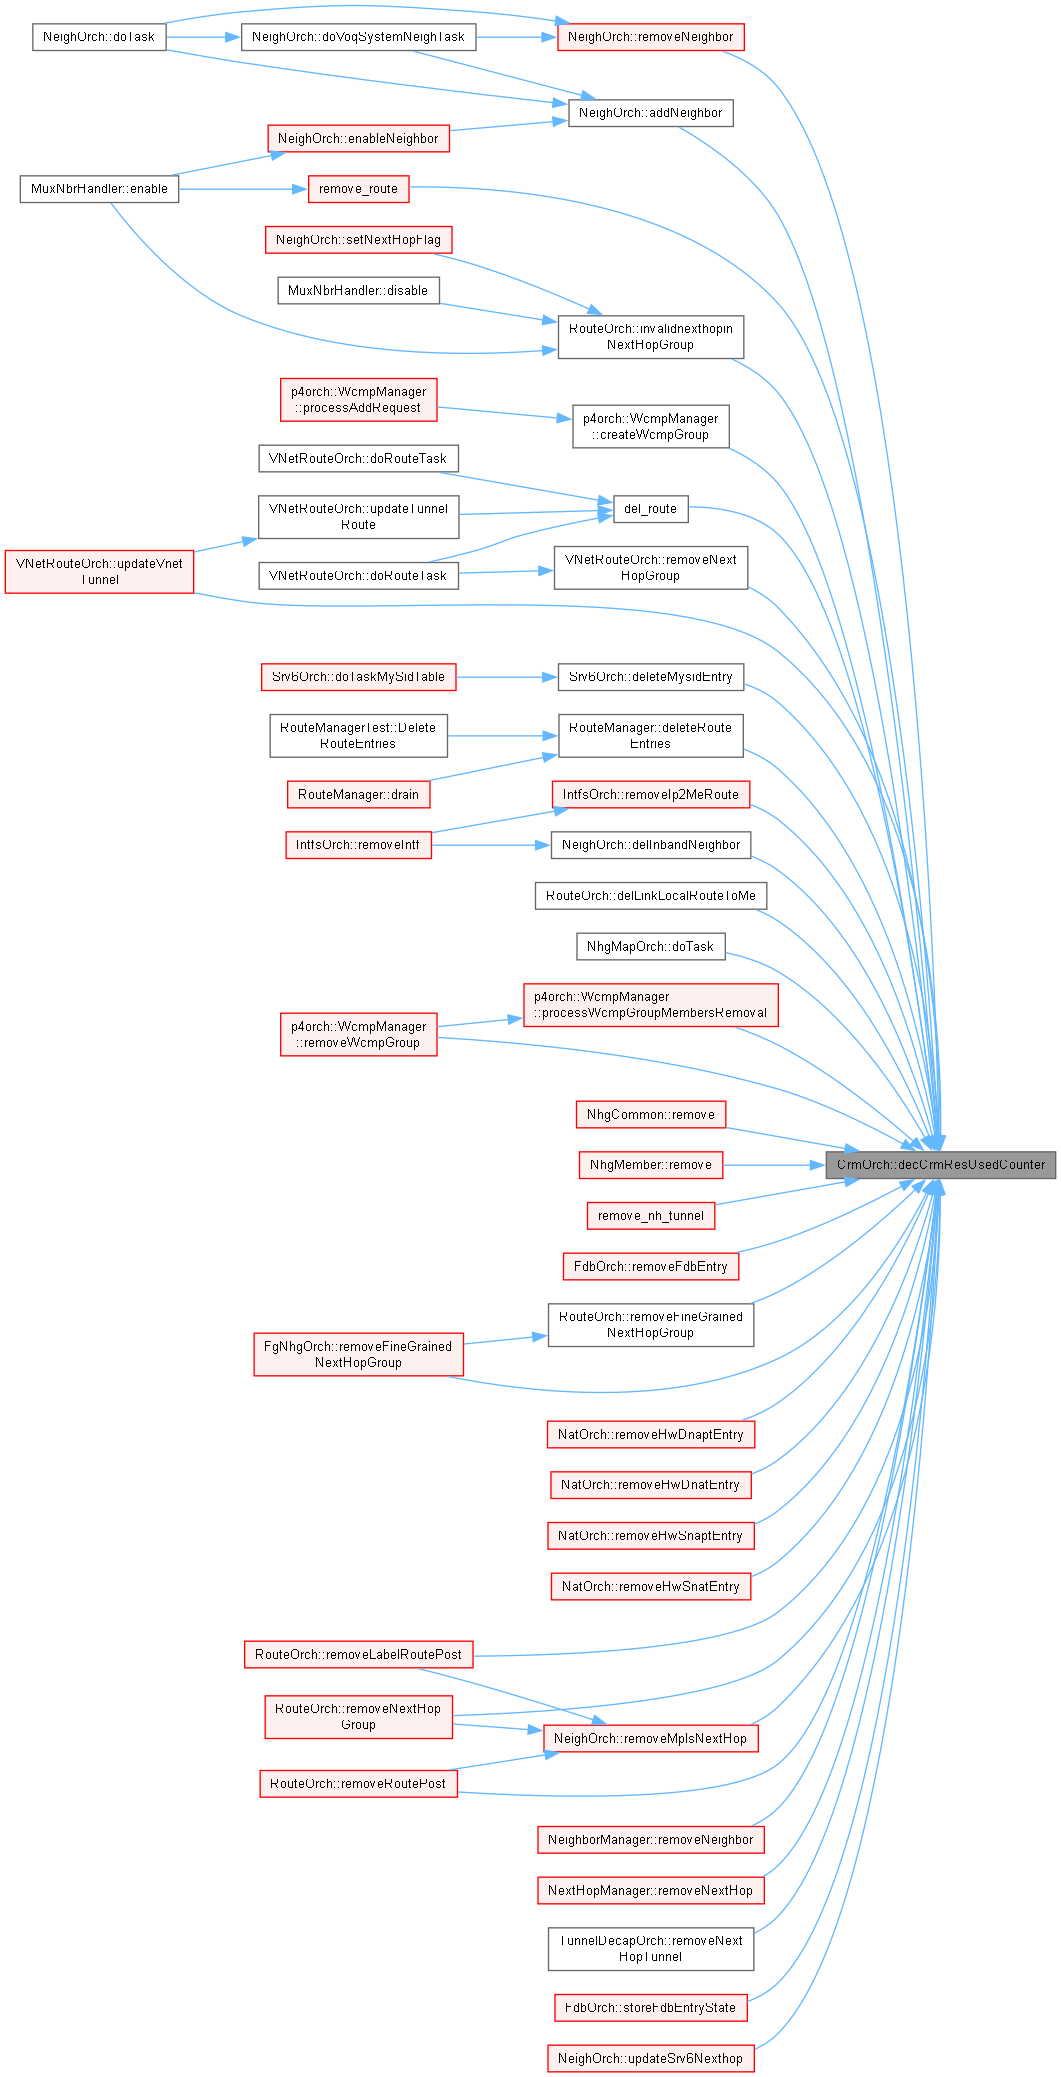 NeighOrch::doTask
NeighOrch::doVoqSystemNeighTask
NeighOrch::removeNeighbor
NeighOrch::addNeighbor
NeighOrch::enableNeighbor
MuxNbrHandler::enable
remove_route
NeighOrch::setNextHopFlag
MuxNbrHandler::disable
RouteOrch::invalidnexthopin
NextHopGroup
p4orch::WcmpManager
::processAddRequest
p4orch::WcmpManager
::createWcmpGroup
VNetRouteOrch::doRouteTask
VNetRouteOrch::updateTunnel
Route
del_route
VNetRouteOrch::updateVnet
Tunnel
VNetRouteOrch::doRouteTask
VNetRouteOrch::removeNext
HopGroup
Srv6Orch::doTaskMySidTable
Srv6Orch::deleteMysidEntry
RouteManagerTest::Delete
RouteEntries
RouteManager::deleteRoute
Entries
RouteManager::drain
IntfsOrch::removeIp2MeRoute
IntfsOrch::removeIntf
NeighOrch::delInbandNeighbor
RouteOrch::delLinkLocalRouteToMe
NhgMapOrch::doTask
p4orch::WcmpManager
::processWcmpGroupMembersRemoval
p4orch::WcmpManager
::removeWcmpGroup
NhgCommon::remove
NhgMember::remove
CrmOrch::decCrmResUsedCounter
remove_nh_tunnel
FdbOrch::removeFdbEntry
RouteOrch::removeFineGrained
NextHopGroup
FgNhgOrch::removeFineGrained
NextHopGroup
NatOrch::removeHwDnaptEntry
NatOrch::removeHwDnatEntry
NatOrch::removeHwSnaptEntry
NatOrch::removeHwSnatEntry
RouteOrch::removeLabelRoutePost
RouteOrch::removeNextHop
Group
NeighOrch::removeMplsNextHop
RouteOrch::removeRoutePost
NeighborManager::removeNeighbor
NextHopManager::removeNextHop
TunnelDecapOrch::removeNext
HopTunnel
FdbOrch::storeFdbEntryState
NeighOrch::updateSrv6Nexthop